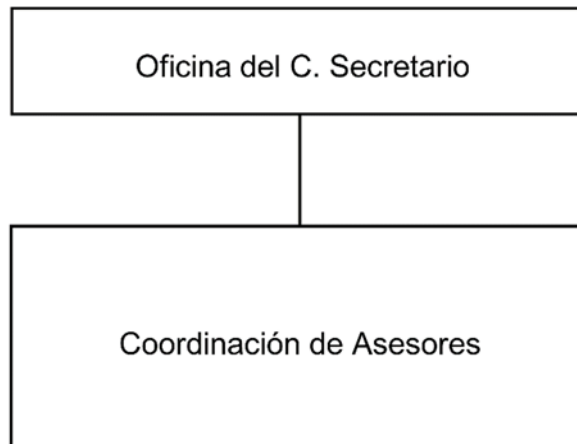 Oficina del C. Secretario
Coordinación de Asesores